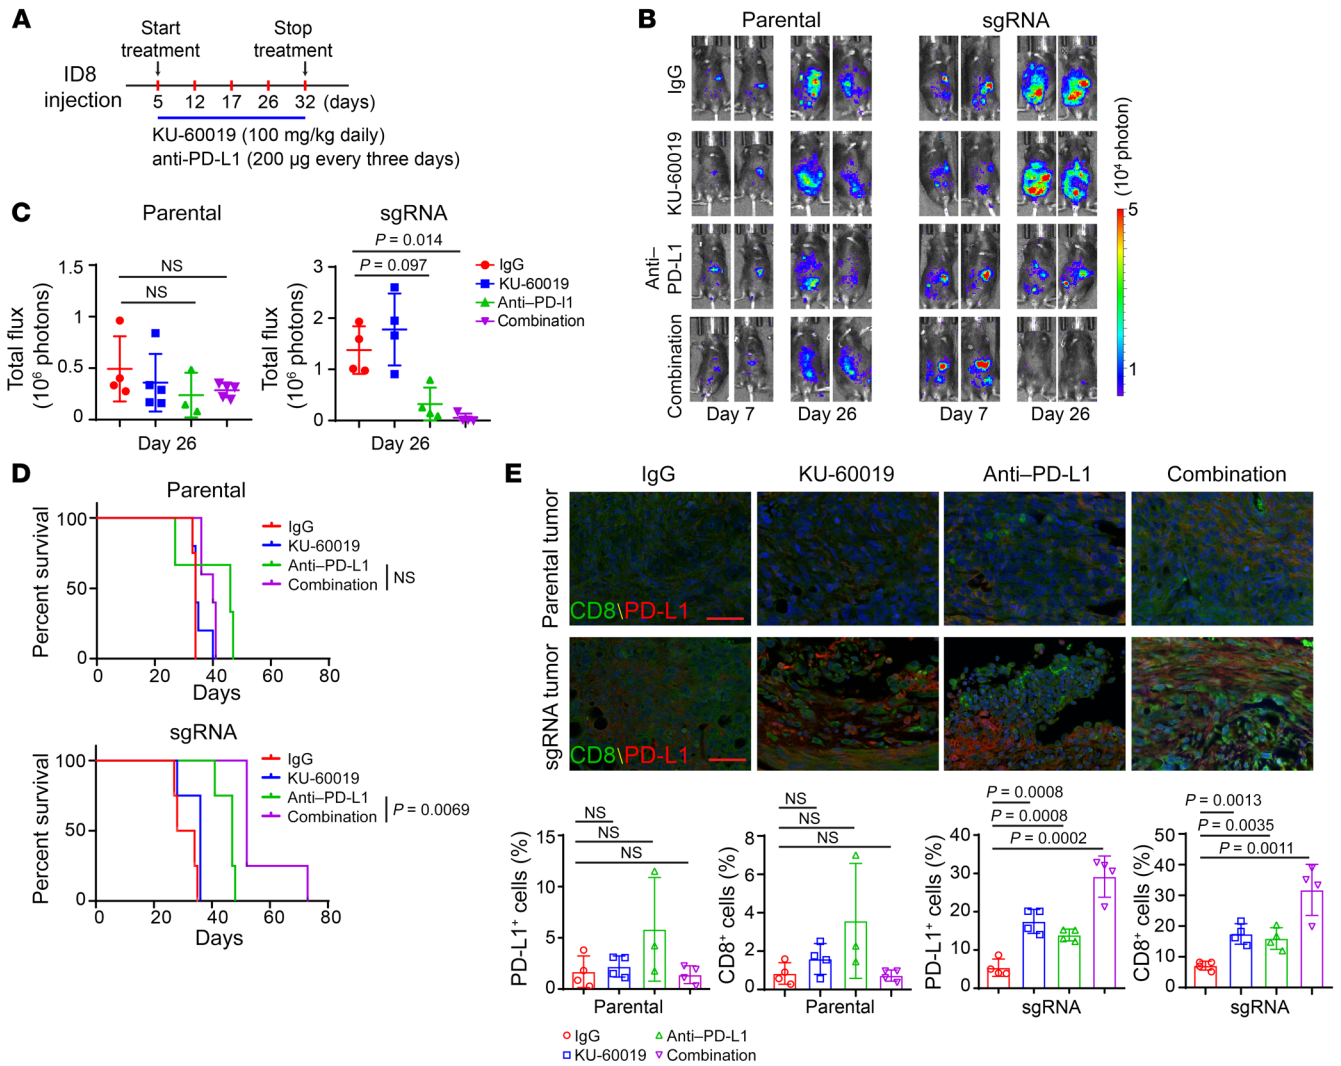 A
Start treatment
Stop treatment
ID8 injection
5 12 17 26 32 (days)
KU-60019 (100 mg/kg daily)
anti-PD-L1 (200 µg every three days)
B
Parental
sgRNA
IgG
KU-60019
Anti–PD-L1
Combination
Day 7
Day 26
Day 7
Day 26
(10⁴ photon)
5
1
C
Parental
Total flux (10⁶ photons)
1.5
1.0
0.5
0
NS
NS
Day 26
sgRNA
P = 0.014
P = 0.097
Total flux (10⁶ photons)
3
2
1
0
Day 26
IgG
KU-60019
Anti–PD-l1
Combination
D
Parental
Percent survival
100
50
0
0 20 40 60 80
Days
IgG
KU-60019
Anti–PD-L1
Combination
NS
sgRNA
Percent survival
100
50
0
0 20 40 60 80
Days
IgG
KU-60019
Anti–PD-L1
Combination
P = 0.0069
E
IgG
KU-60019
Anti–PD-L1
Combination
Parental tumor
CD8\PD-L1
sgRNA tumor
CD8\PD-L1
PD-L1⁺ cells (%)
15
10
5
0
NS
NS
NS
Parental
CD8⁺ cells (%)
8
6
4
2
0
NS
NS
NS
Parental
PD-L1⁺ cells (%)
40
30
20
10
0
P = 0.0008
P = 0.0008
P = 0.0002
sgRNA
CD8⁺ cells (%)
50
40
30
20
10
0
P = 0.0013
P = 0.0035
P = 0.0011
sgRNA
IgG
Anti–PD-L1
KU-60019
Combination